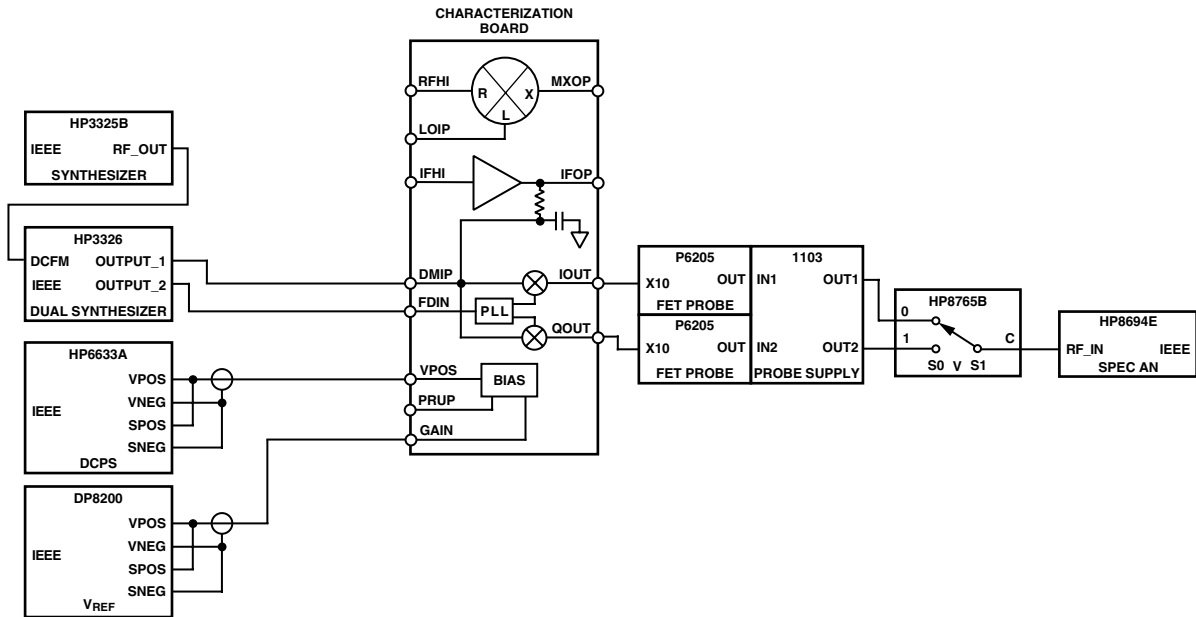 CHARACTERIZATION
BOARD
RFHI
R
X
L
MXOP
LOIP
IFHI
IFOP
HP3325B
IEEE RF_OUT
SYNTHESIZER
HP3326
DCFM OUTPUT_1
IEEE OUTPUT_2
DUAL SYNTHESIZER
DMIP
IOUT
FDIN
PLL
QOUT
P6205
X10 OUT
FET PROBE
P6205
X10 OUT
FET PROBE
1103
IN1 OUT1
IN2 OUT2
PROBE SUPPLY
HP8765B
0
1
C
S0 V S1
HP8694E
RF_IN IEEE
SPEC AN
HP6633A
VPOS
VNEG
IEEE
SPOS
SNEG
DCPS
VPOS
BIAS
PRUP
GAIN
DP8200
VPOS
VNEG
IEEE
SPOS
SNEG
VREF